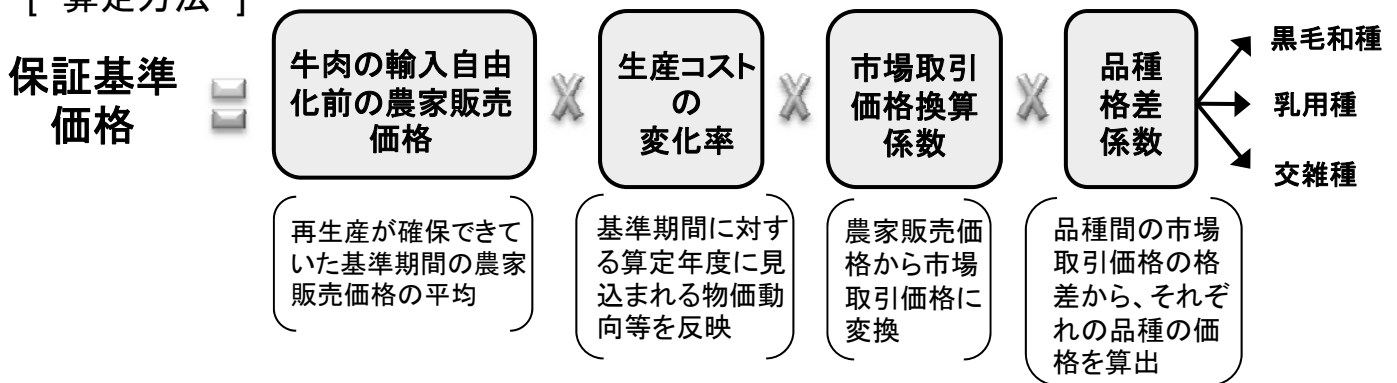 [ 算定方法 ]
保証基準
価格
＝
牛肉の輸入自由
化前の農家販売
価格
×
生産コスト
の
変化率
×
市場取引
価格換算
係数
×
品種
格差
係数
黒毛和種
乳用種
交雑種
再生産が確保できて
いた基準期間の農家
販売価格の平均
基準期間に対す
る算定年度に見
込まれる物価動
向等を反映
農家販売価
格から市場
取引価格に
変換
品種間の市場
取引価格の格
差から、それぞ
れの品種の価
格を算出